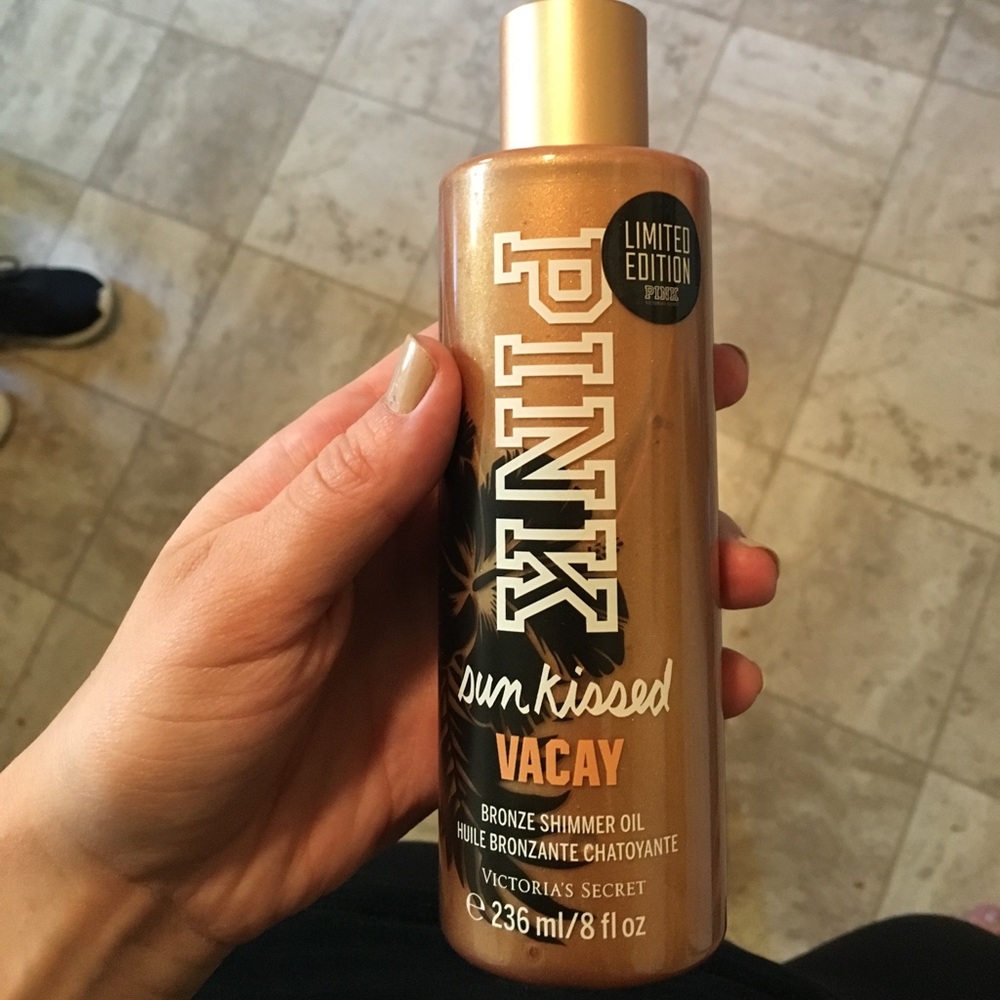 LIMITED
EDITION
PINK
PINK
sun kissed
VACAY
BRONZE SHIMMER OIL
HUILE BRONZANTE CHATOYANTE
VICTORIA'S SECRET
℮ 236 ml/8 fl oz